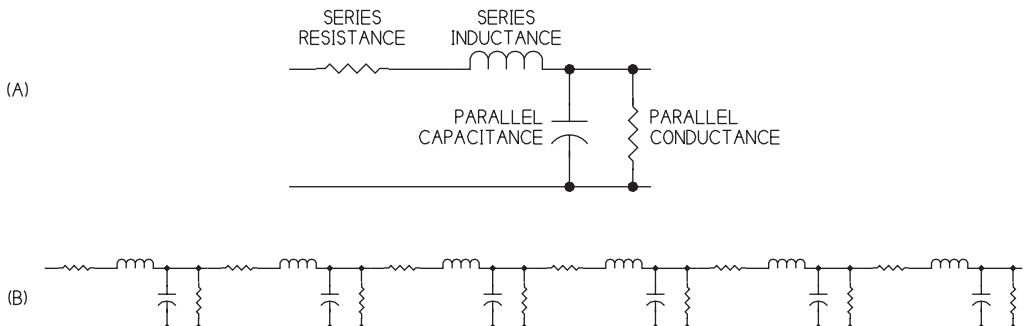 SERIES
RESISTANCE
SERIES
INDUCTANCE
(A)
PARALLEL
CAPACITANCE
PARALLEL
CONDUCTANCE
(B)